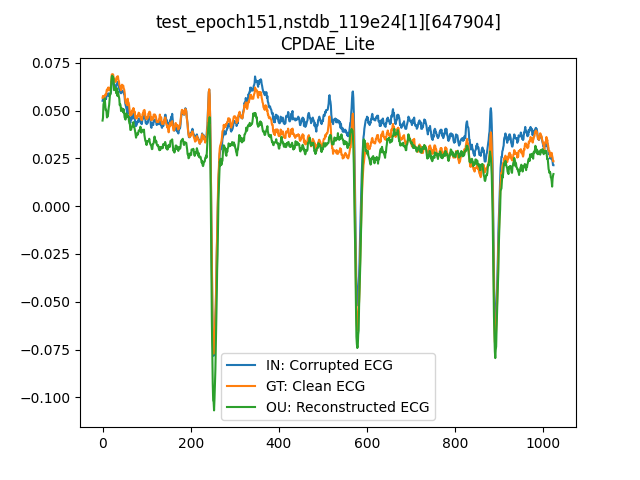 test_epoch151,nstdb_119e24[1][647904]
CPDAE_Lite
0.075
0.050
0.025
0.000
−0.025
−0.050
−0.075
−0.100
IN: Corrupted ECG
GT: Clean ECG
OU: Reconstructed ECG
0 200 400 600 800 1000